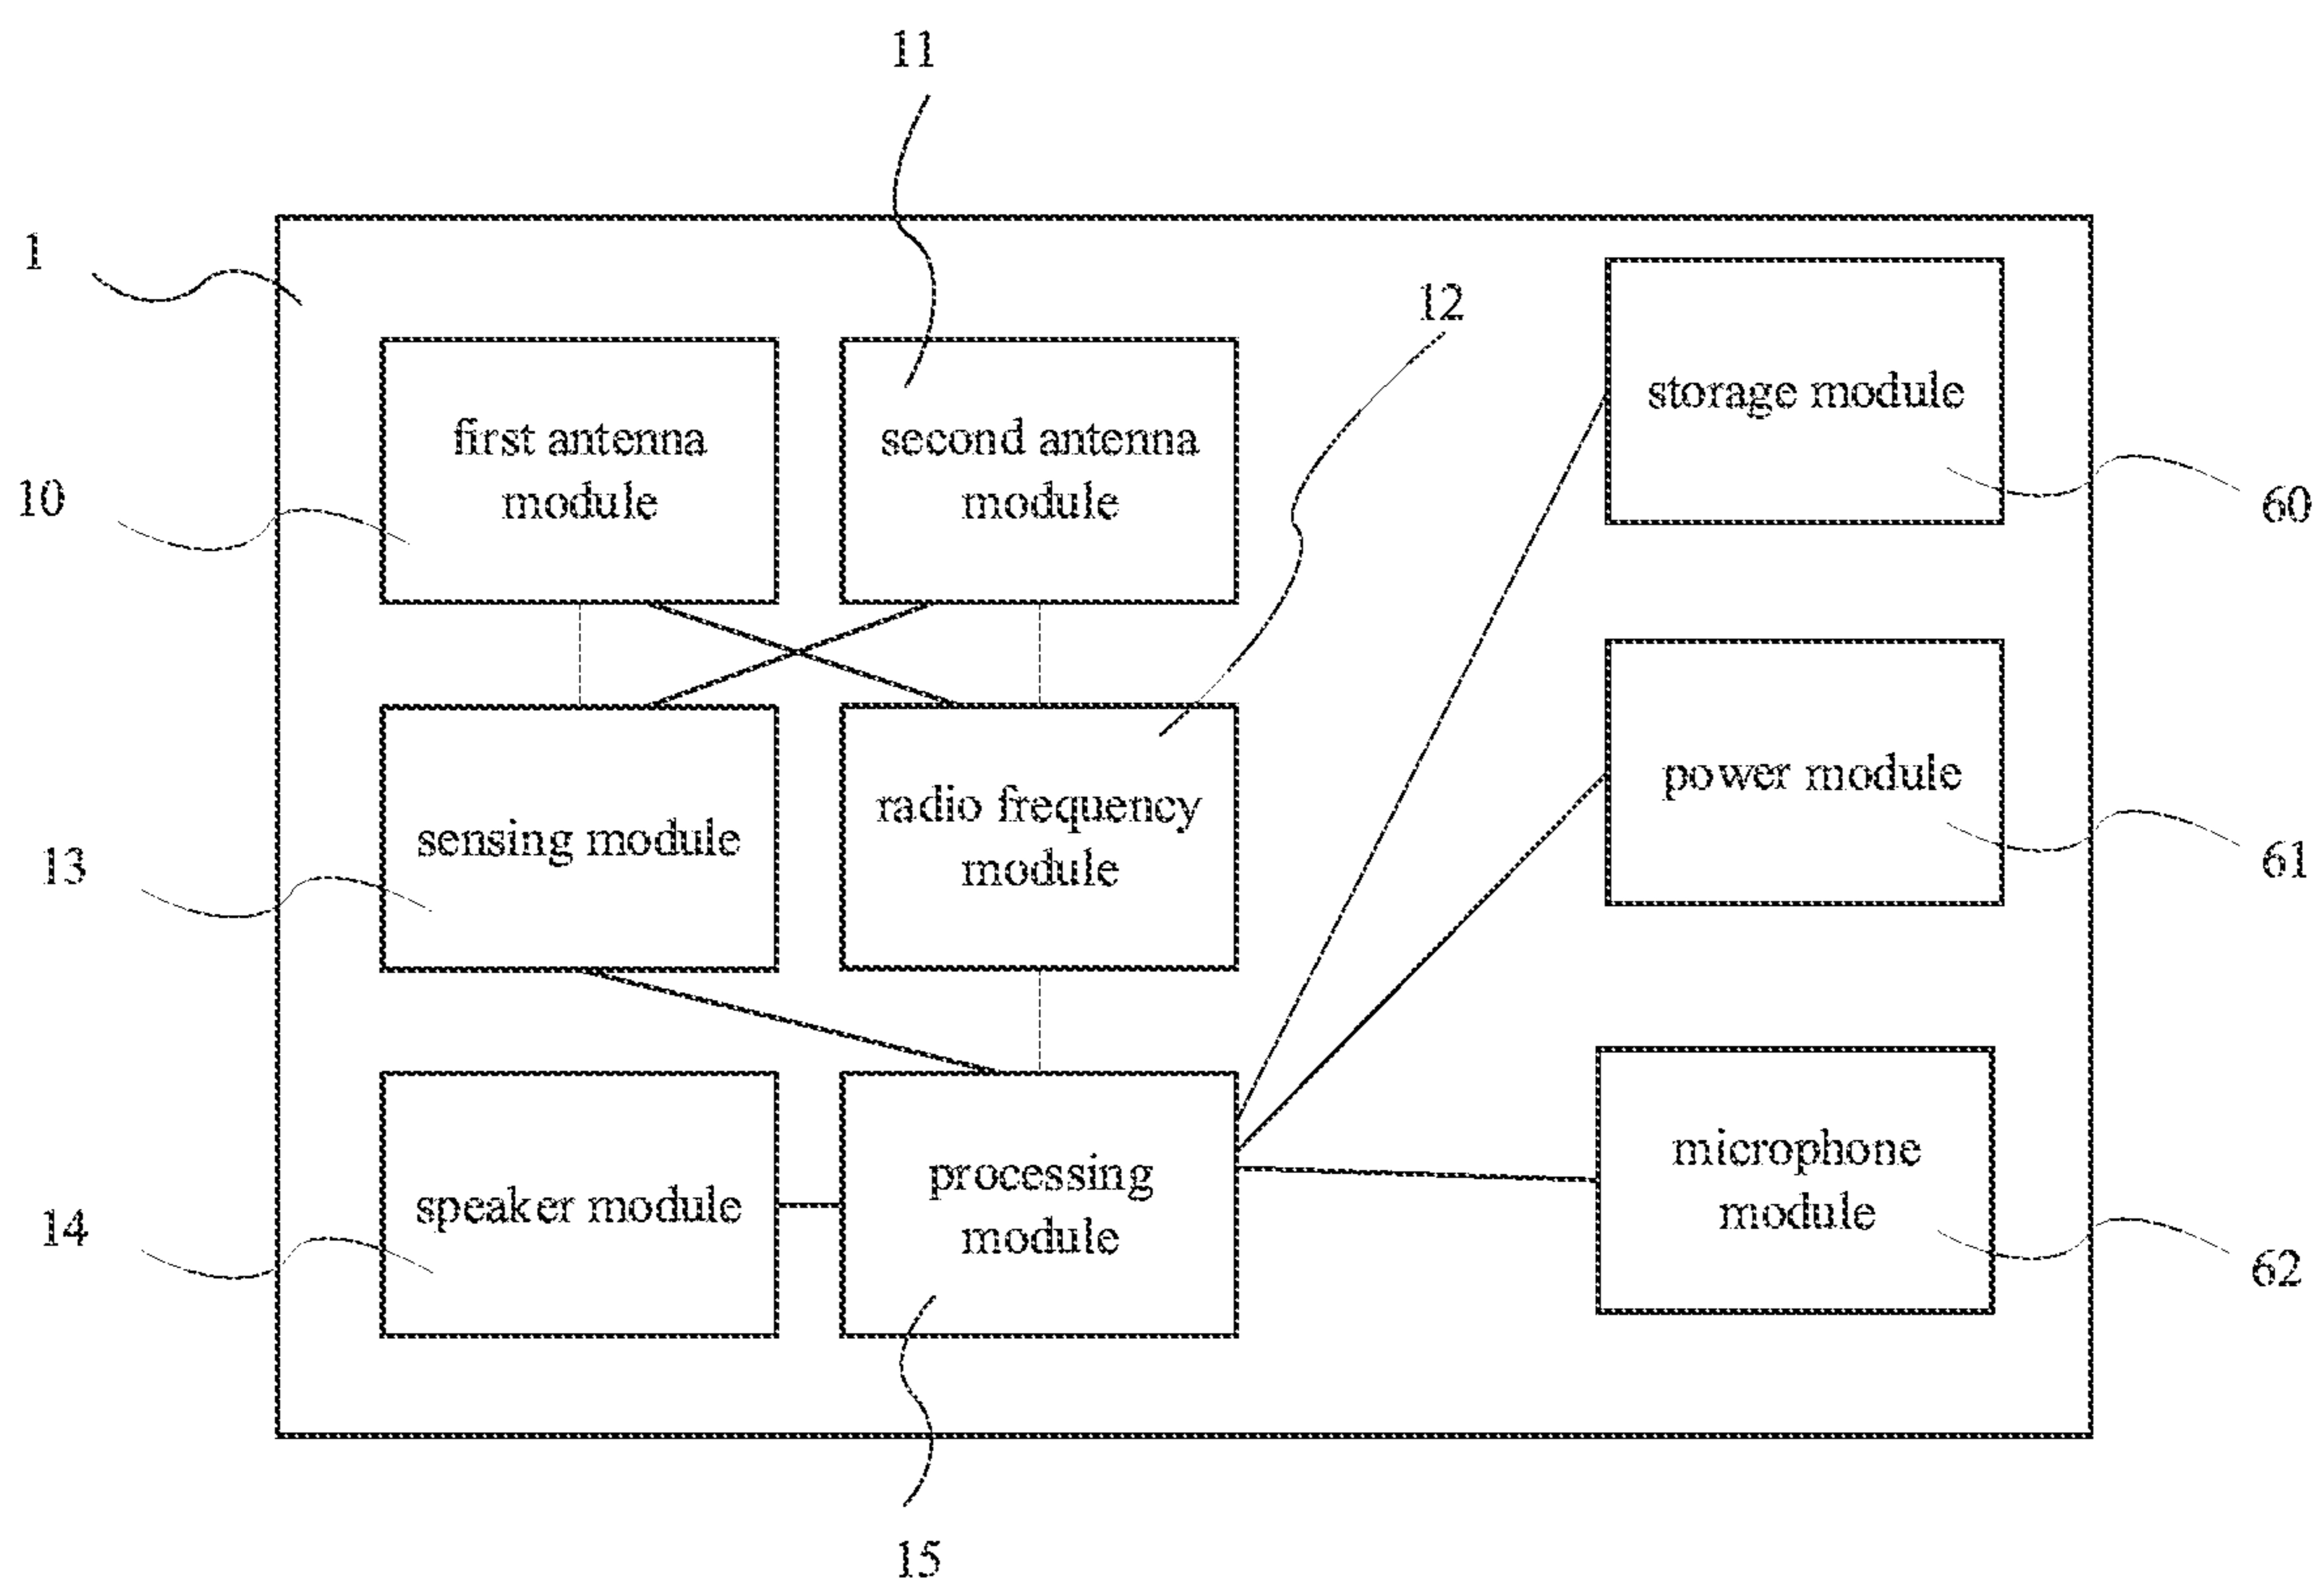 11
1
12
first antenna
module
second antenna
module
storage module
10
60
sensing module
radio frequency
module
power module
13
61
speaker module
processing
module
microphone
module
14
62
15